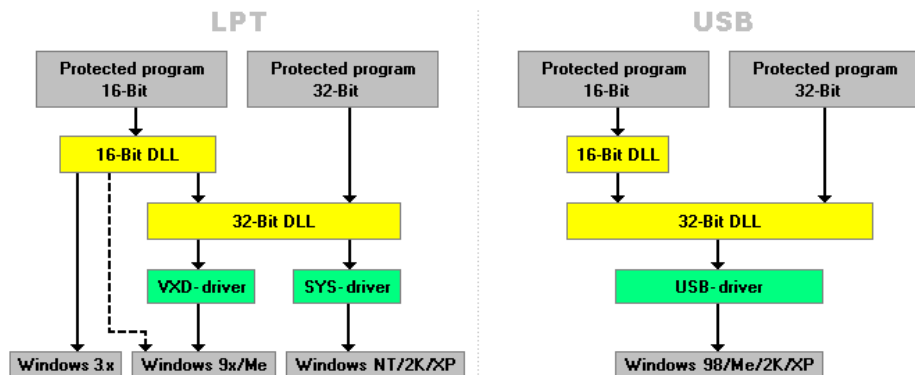 LPT
USB
Protected program
16-Bit
Protected program
32-Bit
Protected program
16-Bit
Protected program
32-Bit
16-Bit DLL
16-Bit DLL
32-Bit DLL
32-Bit DLL
VXD-driver
SYS-driver
USB-driver
Windows 3.x
Windows 9x/Me
Windows NT/2K/XP
Windows 98/Me/2K/XP